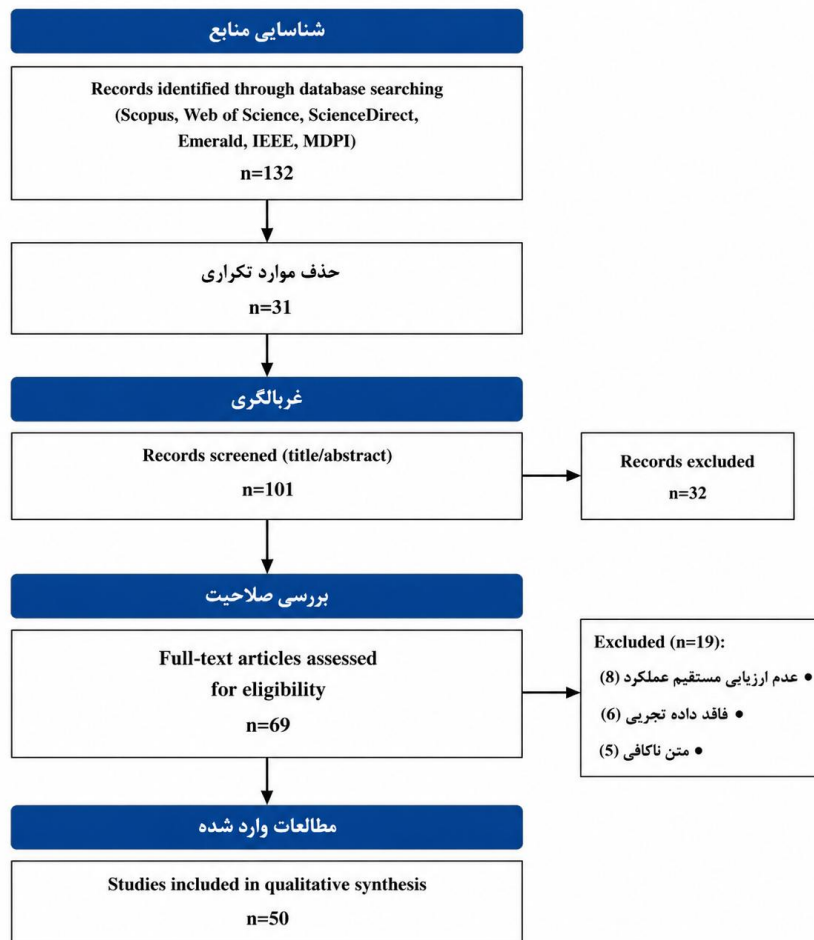 شناسایی منابع
Records identified through database searching
(Scopus, Web of Science, ScienceDirect,
Emerald, IEEE, MDPI)
n=132
حذف موارد تکراری
n=31
غربالگری
Records screened (title/abstract)
n=101
Records excluded
n=32
بررسی صلاحیت
Full-text articles assessed
for eligibility
n=69
Excluded (n=19):
● عدم ارزیابی مستقیم عملکرد (8)
● فاقد داده تجربی (6)
● متن ناکافی (5)
مطالعات وارد شده
Studies included in qualitative synthesis
n=50